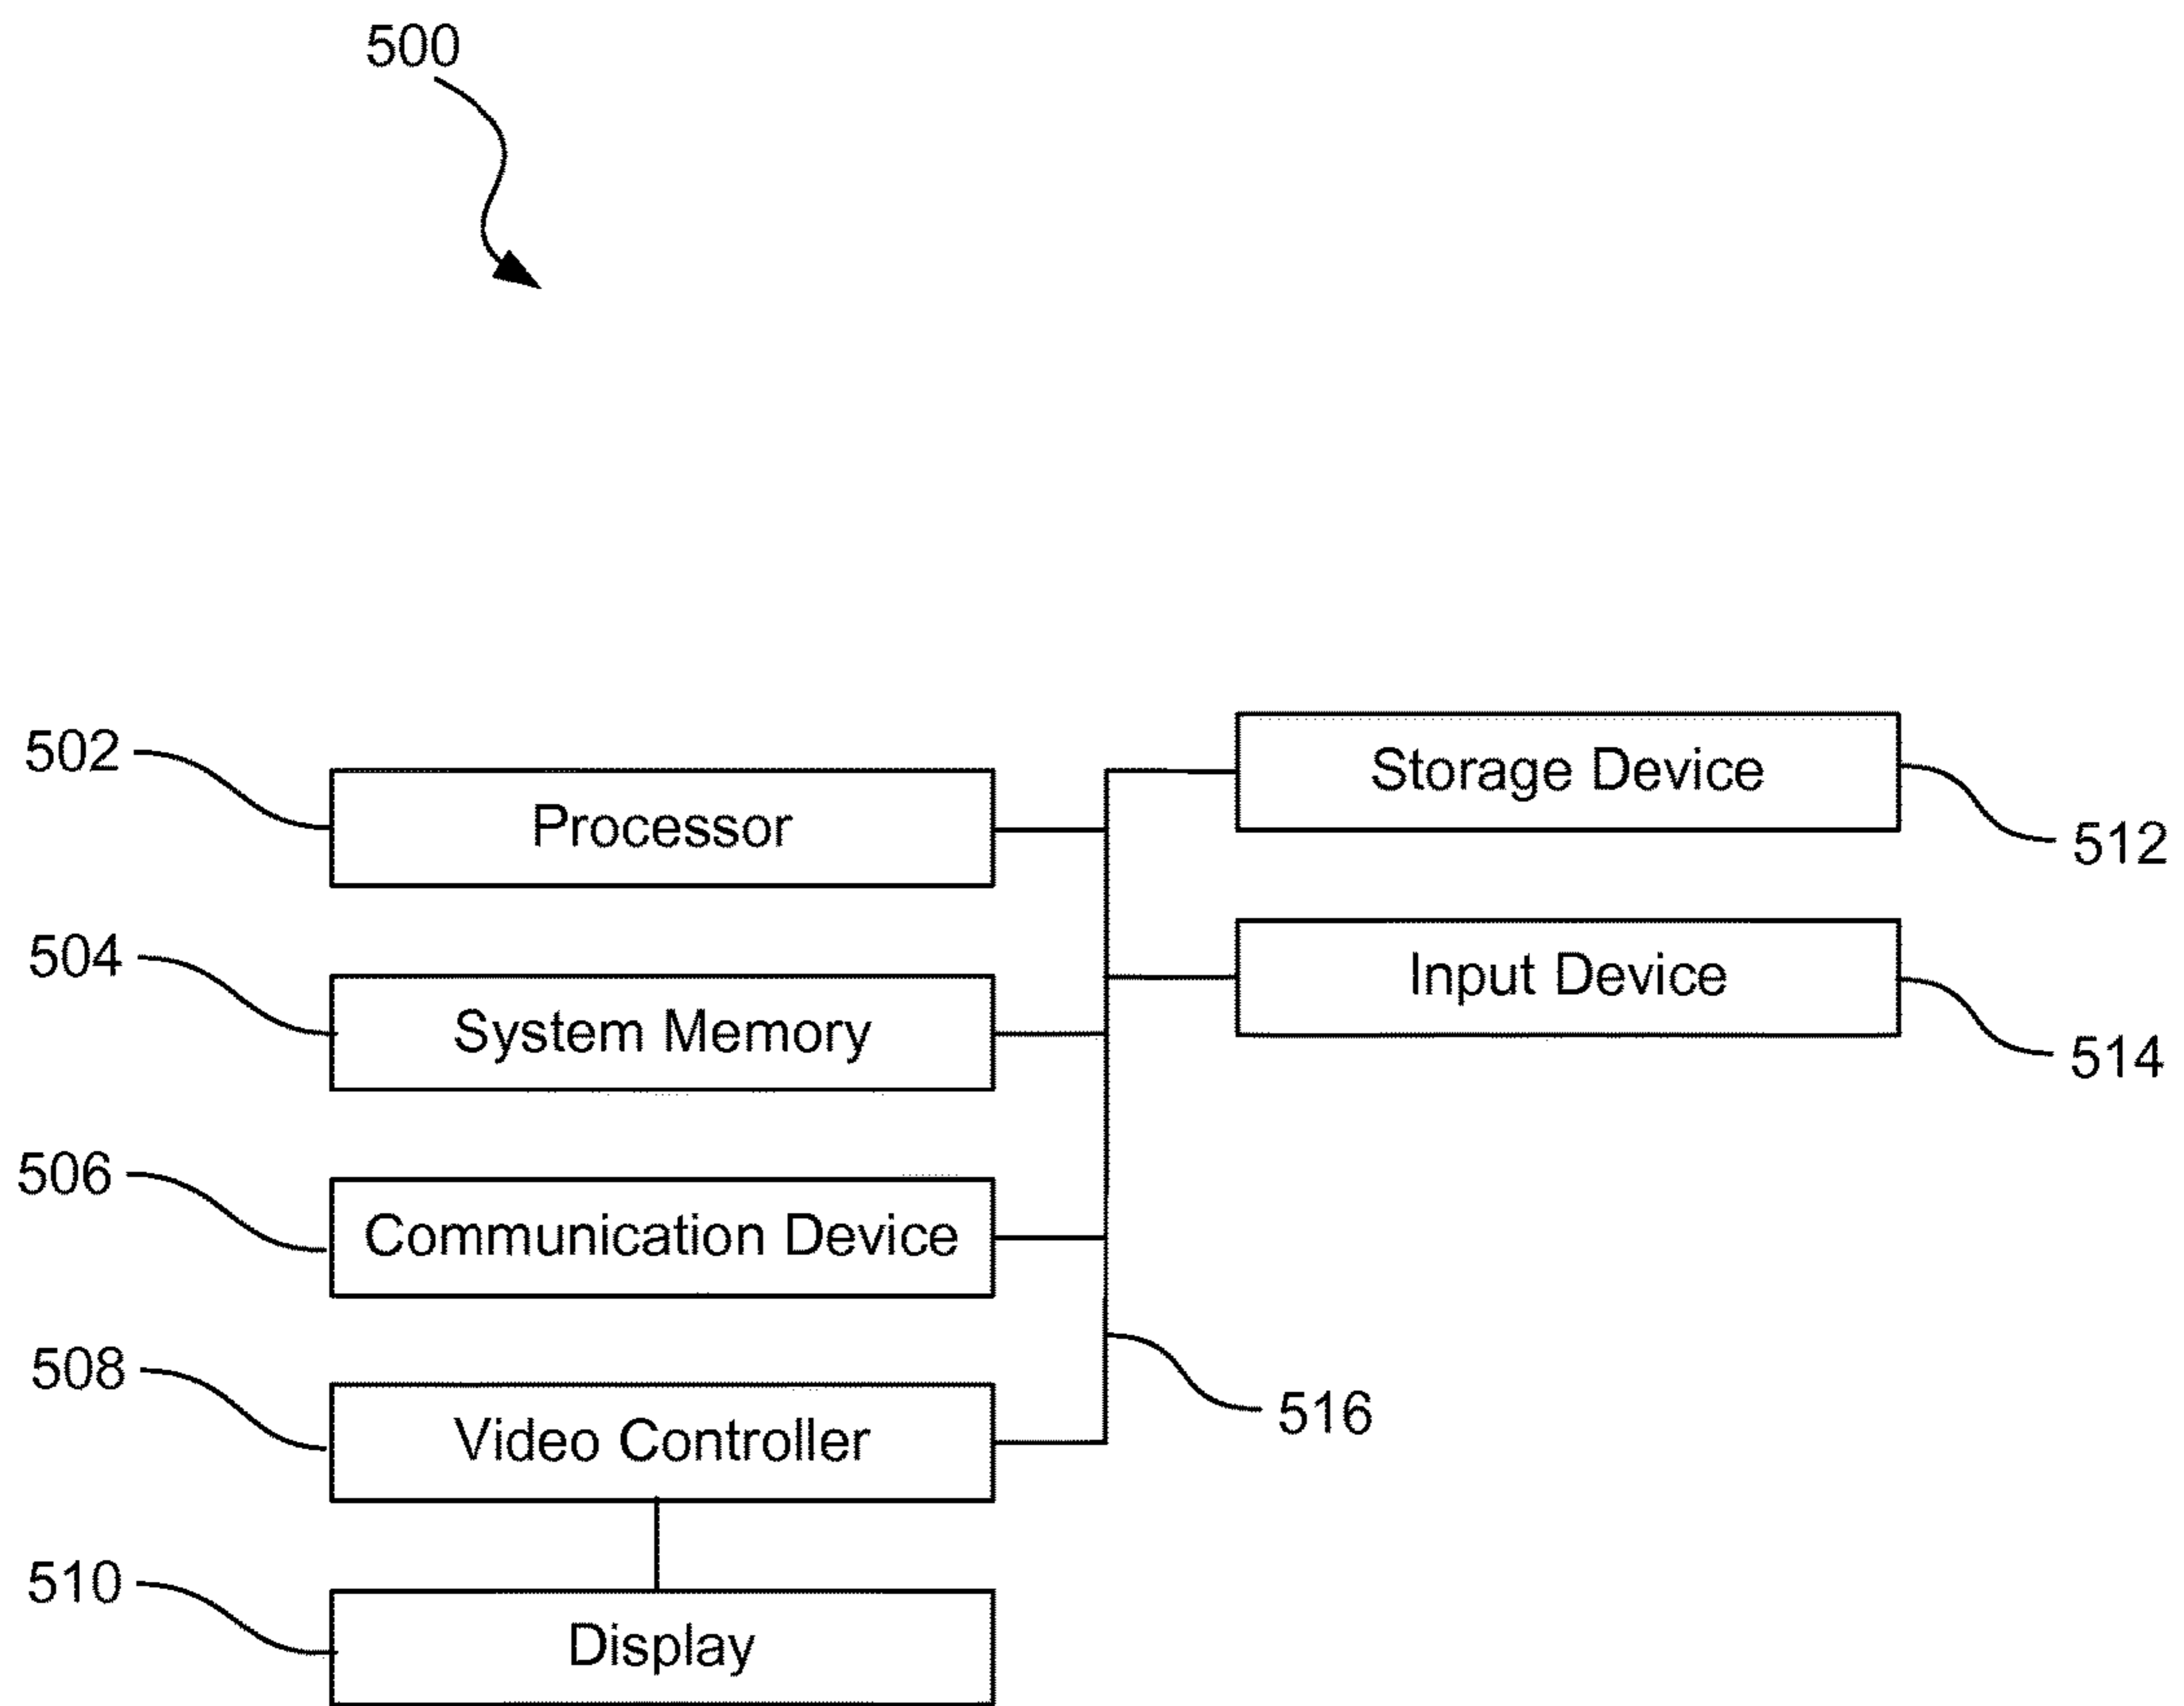 500
502
Processor
Storage Device
512
504
System Memory
Input Device
514
506
Communication Device
508
Video Controller
516
510
Display